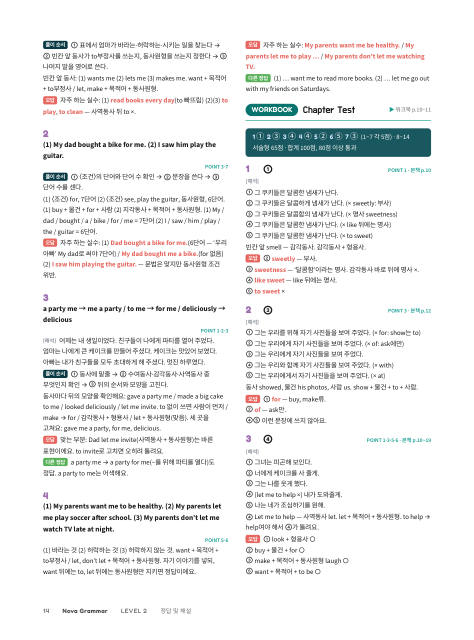 풀이 순서 ① 표에서 엄마가 바라는·허락하는·시키는 일을 찾는다 →
② 빈칸 앞 동사가 to부정사를 쓰는지, 동사원형을 쓰는지 정한다 → ③
나머지 말을 영어로 쓴다.
빈칸 앞 동사: (1) wants me (2) lets me (3) makes me. want + 목적어
+ to부정사 / let, make + 목적어 + 동사원형.
오답 자주 하는 실수: (1) read books every day(to 빠뜨림) (2)(3) to
play, to clean — 사역동사 뒤 to ×.
2
(1) My dad bought a bike for me. (2) I saw him play the
guitar.
POINT 3-7
풀이 순서 ① (조건)의 단어와 단어 수 확인 → ② 문장을 쓴다 → ③
단어 수를 센다.
(1) (조건) for, 7단어 (2) (조건) see, play the guitar, 동사원형, 6단어.
(1) buy + 물건 + for + 사람 (2) 지각동사 + 목적어 + 동사원형. (1) My /
dad / bought / a / bike / for / me = 7단어 (2) I / saw / him / play /
the / guitar = 6단어.
오답 자주 하는 실수: (1) Dad bought a bike for me.(6단어 — ‘우리
아빠’ My dad로 써야 7단어) / My dad bought me a bike.(for 없음)
(2) I saw him playing the guitar. — 문법은 맞지만 동사원형 조건
위반.
3
a party me → me a party / to me → for me / deliciously →
delicious
POINT 1-2-3
[해석] 어제는 내 생일이었다. 친구들이 나에게 파티를 열어 주었다.
엄마는 나에게 큰 케이크를 만들어 주셨다. 케이크는 맛있어 보였다.
아빠는 내가 친구들을 모두 초대하게 해 주셨다. 멋진 하루였다.
풀이 순서 ① 동사에 밑줄 → ② 수여동사·감각동사·사역동사 중
무엇인지 확인 → ③ 뒤의 순서와 모양을 고친다.
동사마다 뒤의 모양을 확인해요: gave a party me / made a big cake
to me / looked deliciously / let me invite. to 없이 쓰면 사람이 먼저 /
make → for / 감각동사 + 형용사 / let + 동사원형(맞음). 세 곳을
고쳐요: gave me a party, for me, delicious.
오답 맞는 부분: Dad let me invite(사역동사 + 동사원형)는 바른
표현이에요. to invite로 고치면 오히려 틀려요.
다른 정답 a party me → a party for me(~를 위해 파티를 열다)도
정답. a party to me는 어색해요.
4
(1) My parents want me to be healthy. (2) My parents let
me play soccer after school. (3) My parents don't let me
watch TV late at night.
POINT 5-6
(1) 바라는 것 (2) 허락하는 것 (3) 허락하지 않는 것. want + 목적어 +
to부정사 / let, don't let + 목적어 + 동사원형. 자기 이야기를 넣되,
want 뒤에는 to, let 뒤에는 동사원형만 지키면 정답이에요.
오답 자주 하는 실수: My parents want me be healthy. / My
parents let me to play … / My parents don't let me watching
TV.
다른 정답 (1) … want me to read more books. (2) … let me go out
with my friends on Saturdays.
WORKBOOK Chapter Test ▶ 워크북 p.10~11
1 ① 2 ③ 3 ④ 4 ④ 5 ② 6 ⑤ 7 ③ (1~7 각 5점) · 8~14
서술형 65점 · 합계 100점, 80점 이상 통과
1 ① POINT 1 · 본책 p.10
[해석]
① 그 쿠키들은 달콤한 냄새가 난다.
② 그 쿠키들은 달콤하게 냄새가 난다. (× sweetly: 부사)
③ 그 쿠키들은 달콤함의 냄새가 난다. (× 명사 sweetness)
④ 그 쿠키들은 달콤한 냄새가 난다. (× like 뒤에는 명사)
⑤ 그 쿠키들은 달콤한 냄새가 난다. (× to sweet)
빈칸 앞 smell — 감각동사. 감각동사 + 형용사.
오답 ② sweetly — 부사.
③ sweetness — ‘달콤함’이라는 명사. 감각동사 바로 뒤에 명사 ×.
④ like sweet — like 뒤에는 명사.
⑤ to sweet ×
2 ③ POINT 3 · 본책 p.12
[해석]
① 그는 우리를 위해 자기 사진들을 보여 주었다. (× for: show는 to)
② 그는 우리에게 자기 사진들을 보여 주었다. (× of: ask에만)
③ 그는 우리에게 자기 사진들을 보여 주었다.
④ 그는 우리와 함께 자기 사진들을 보여 주었다. (× with)
⑤ 그는 우리에게서 자기 사진들을 보여 주었다. (× at)
동사 showed, 물건 his photos, 사람 us. show + 물건 + to + 사람.
오답 ① for — buy, make류.
② of — ask만.
④⑤ 이런 문장에 쓰지 않아요.
3 ④ POINT 1-3-5-6 · 본책 p.10~19
[해석]
① 그녀는 피곤해 보인다.
② 너에게 케이크를 사 줄게.
③ 그는 나를 웃게 했다.
④ [let me to help ×] 내가 도와줄게.
⑤ 나는 네가 조심하기를 원해.
④ Let me to help — 사역동사 let. let + 목적어 + 동사원형. to help →
help여야 해서 ④가 틀려요.
오답 ① look + 형용사 ○
② buy + 물건 + for ○
③ make + 목적어 + 동사원형 laugh ○
⑤ want + 목적어 + to be ○
14 Nova Grammar LEVEL 2 정답 및 해설